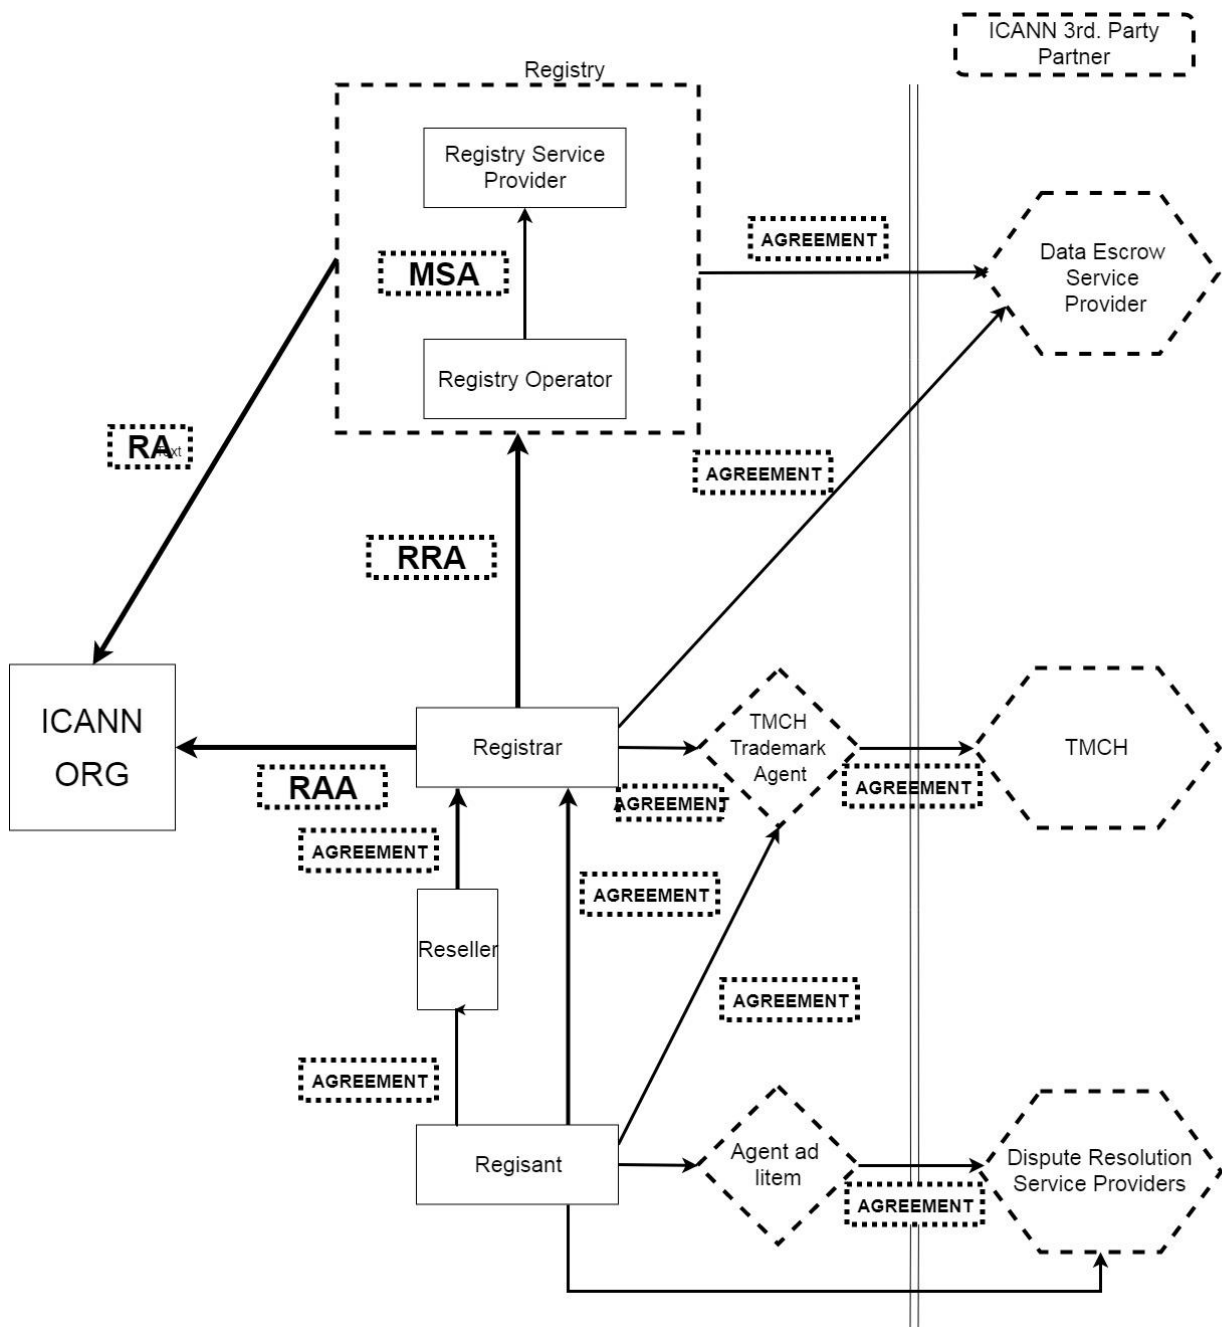 ICANN 3rd. Party
Partner
Registry
Registry Service
Provider
AGREEMENT
MSA
Data Escrow
Service
Provider
Registry Operator
RA
Text
AGREEMENT
RRA
ICANN
ORG
Registrar
TMCH
Trademark
Agent
TMCH
RAA
AGREEMENT
AGREEMENT
AGREEMENT
AGREEMENT
Reseller
AGREEMENT
AGREEMENT
Regisant
Agent ad
litem
Dispute Resolution
Service Providers
AGREEMENT